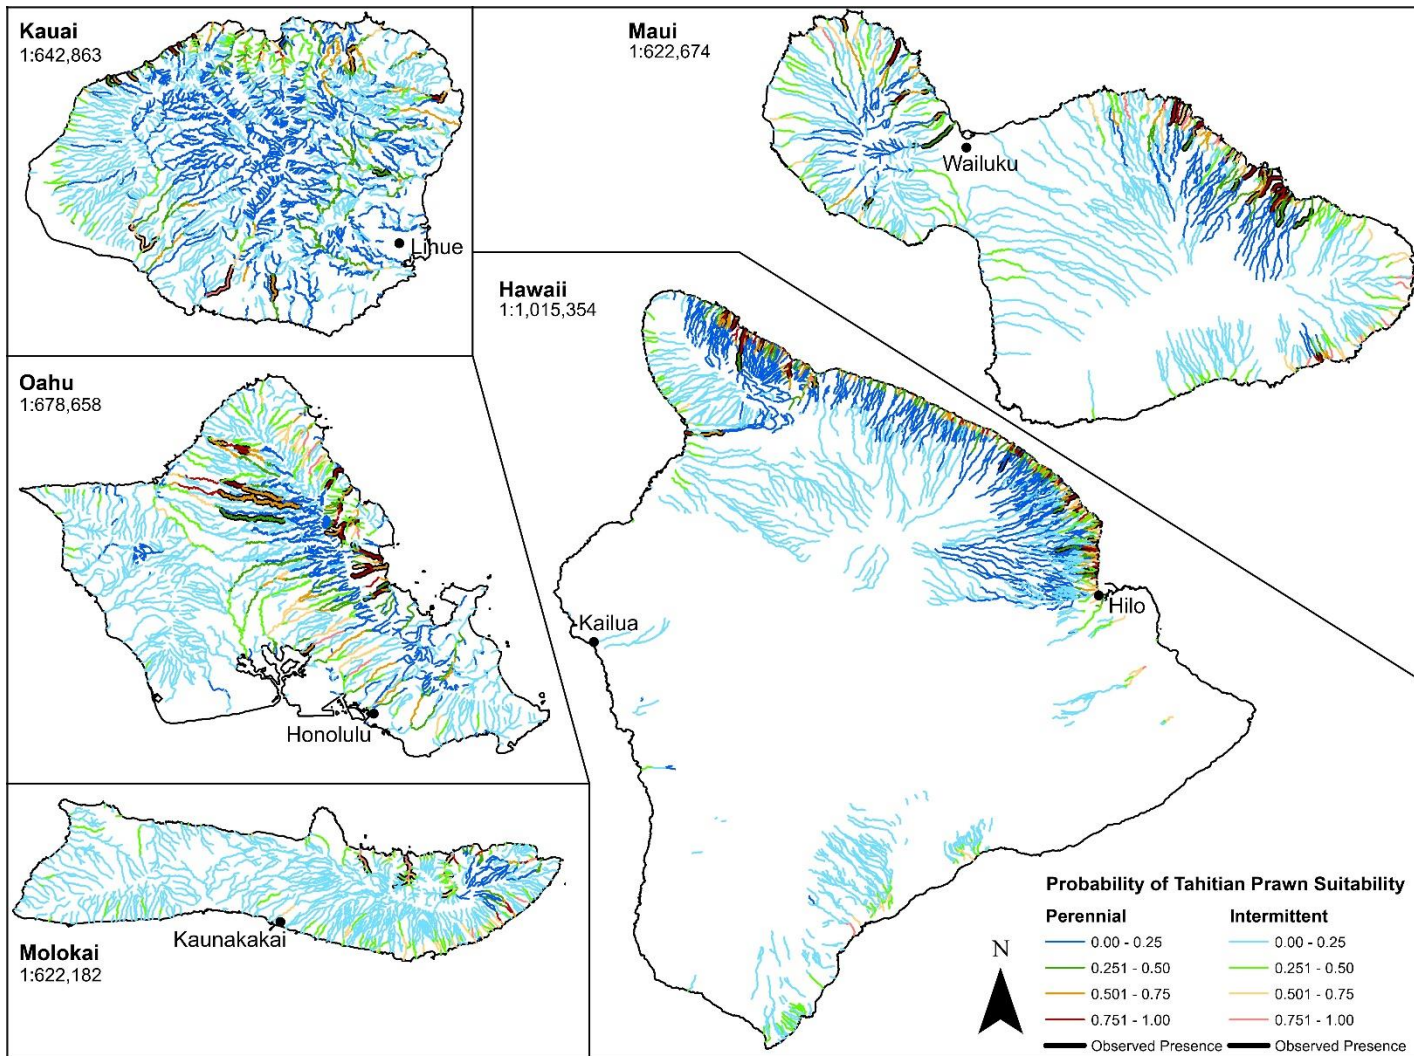 Kauai
1:642,863
Lihue
Maui
1:622,674
Wailuku
Hawaii
1:1,015,354
Kailua
Hilo
Oahu
1:678,658
Honolulu
Kaunakakai
Molokai
1:622,182
N
Probability of Tahitian Prawn Suitability
Perennial Intermittent
0.00 - 0.25 0.00 - 0.25
0.251 - 0.50 0.251 - 0.50
0.501 - 0.75 0.501 - 0.75
0.751 - 1.00 0.751 - 1.00
Observed Presence Observed Presence